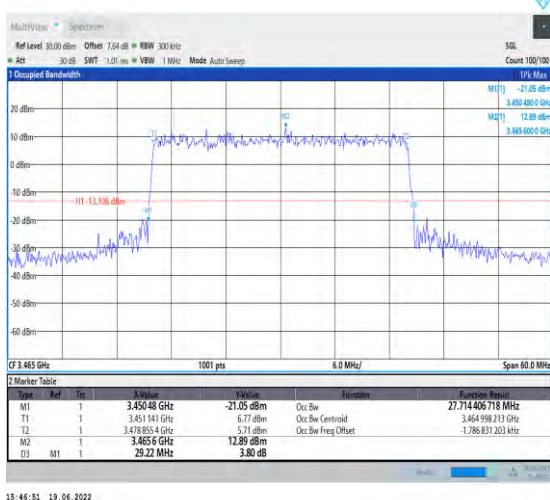 MultiView Spectrum
Ref Level 30.00 dBm Offset 7.64 dB RBW 300 kHz SGL
Att 30 dB SWT 1.01 ms VBW 1 MHz Mode Auto Sweep Count 100/100
1 Occupied Bandwidth 1Pk Max
M1[1] -21.05 dBm
3.450 480 0 GHz
M2[1] 12.89 dBm
3.465 600 0 GHz
20 dBm
10 dBm
0 dBm
-10 dBm
H1 -13.106 dBm
-20 dBm
-30 dBm
-40 dBm
-50 dBm
-60 dBm
T1
M2
M1
CF 3.465 GHz 1001 pts 6.0 MHz/ Span 60.0 MHz
2 Marker Table
Type Ref Trc X-Value Y-Value Function Function Result
M1 1 3.450 48 GHz -21.05 dBm Occ Bw 27.714 406 718 MHz
T1 1 3.451 141 GHz 6.77 dBm Occ Bw Centroid 3.464 998 213 GHz
T2 1 3.478 855 4 GHz 5.71 dBm Occ Bw Freq Offset -1.786 831 203 kHz
M2 1 3.465 6 GHz 12.89 dBm
D3 M1 1 29.22 MHz 3.80 dB
15:46:51 19.06.2022